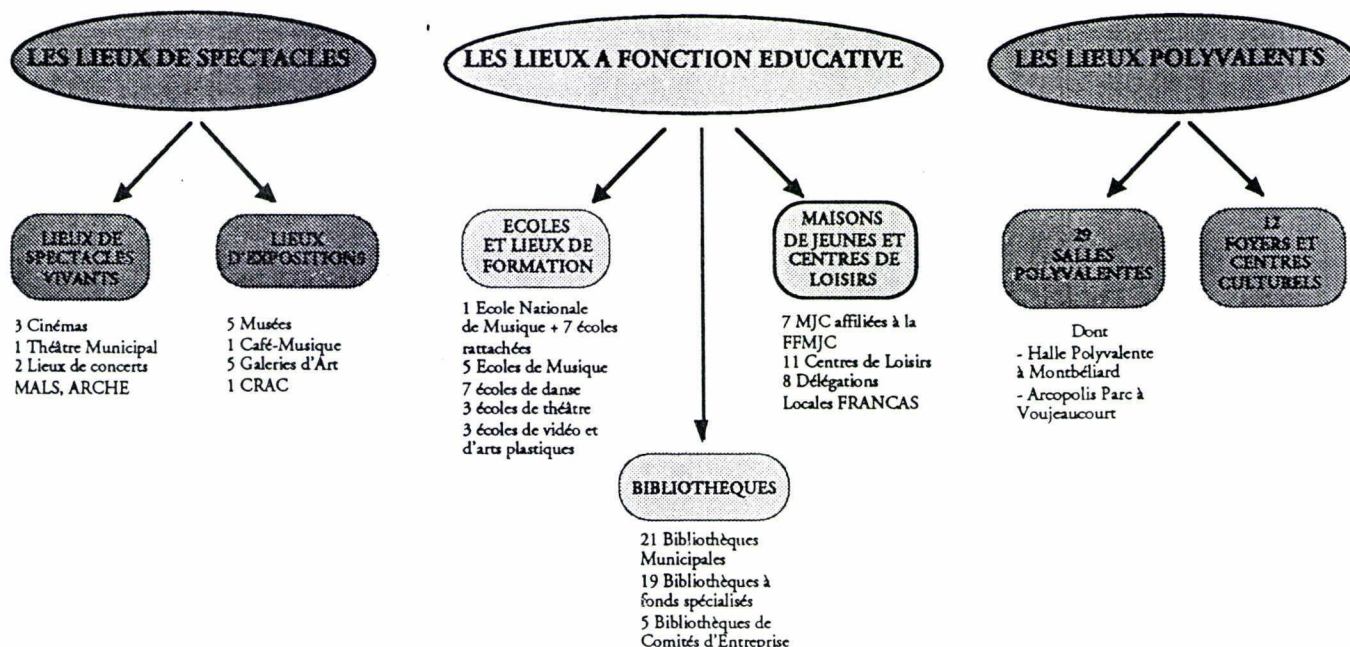 LES LIEUX DE SPECTACLES
LIEUX DE
SPECTACLES
VIVANTS
3 Cinémas
1 Théâtre Municipal
2 Lieux de concerts
MALS, ARCHE
LIEUX
D'EXPOSITIONS
5 Musées
1 Café-Musique
5 Galeries d'Art
1 CRAC
LES LIEUX A FONCTION EDUCATIVE
ECOLES
ET LIEUX DE
FORMATION
1 Ecole Nationale
de Musique + 7 écoles
rattachées
5 Ecoles de Musique
7 écoles de danse
3 écoles de théâtre
3 écoles de vidéo et
d'arts plastiques
BIBLIOTHEQUES
21 Bibliothèques
Municipales
19 Bibliothèques à
fonds spécialisés
5 Bibliothèques de
Comités d'Entreprise
MAISONS
DE JEUNES ET
CENTRES DE
LOISIRS
7 MJC affiliées à la
FFMJC
11 Centres de Loisirs
8 Délégations
Locales FRANCAS
LES LIEUX POLYVALENTS
29
SALLES
POLYVALENTES
Dont
- Halle Polyvalente
à Montbéliard
- Arcopolis Parc à
Voujeaucourt
12
FOYERS ET
CENTRES
CULTURELS